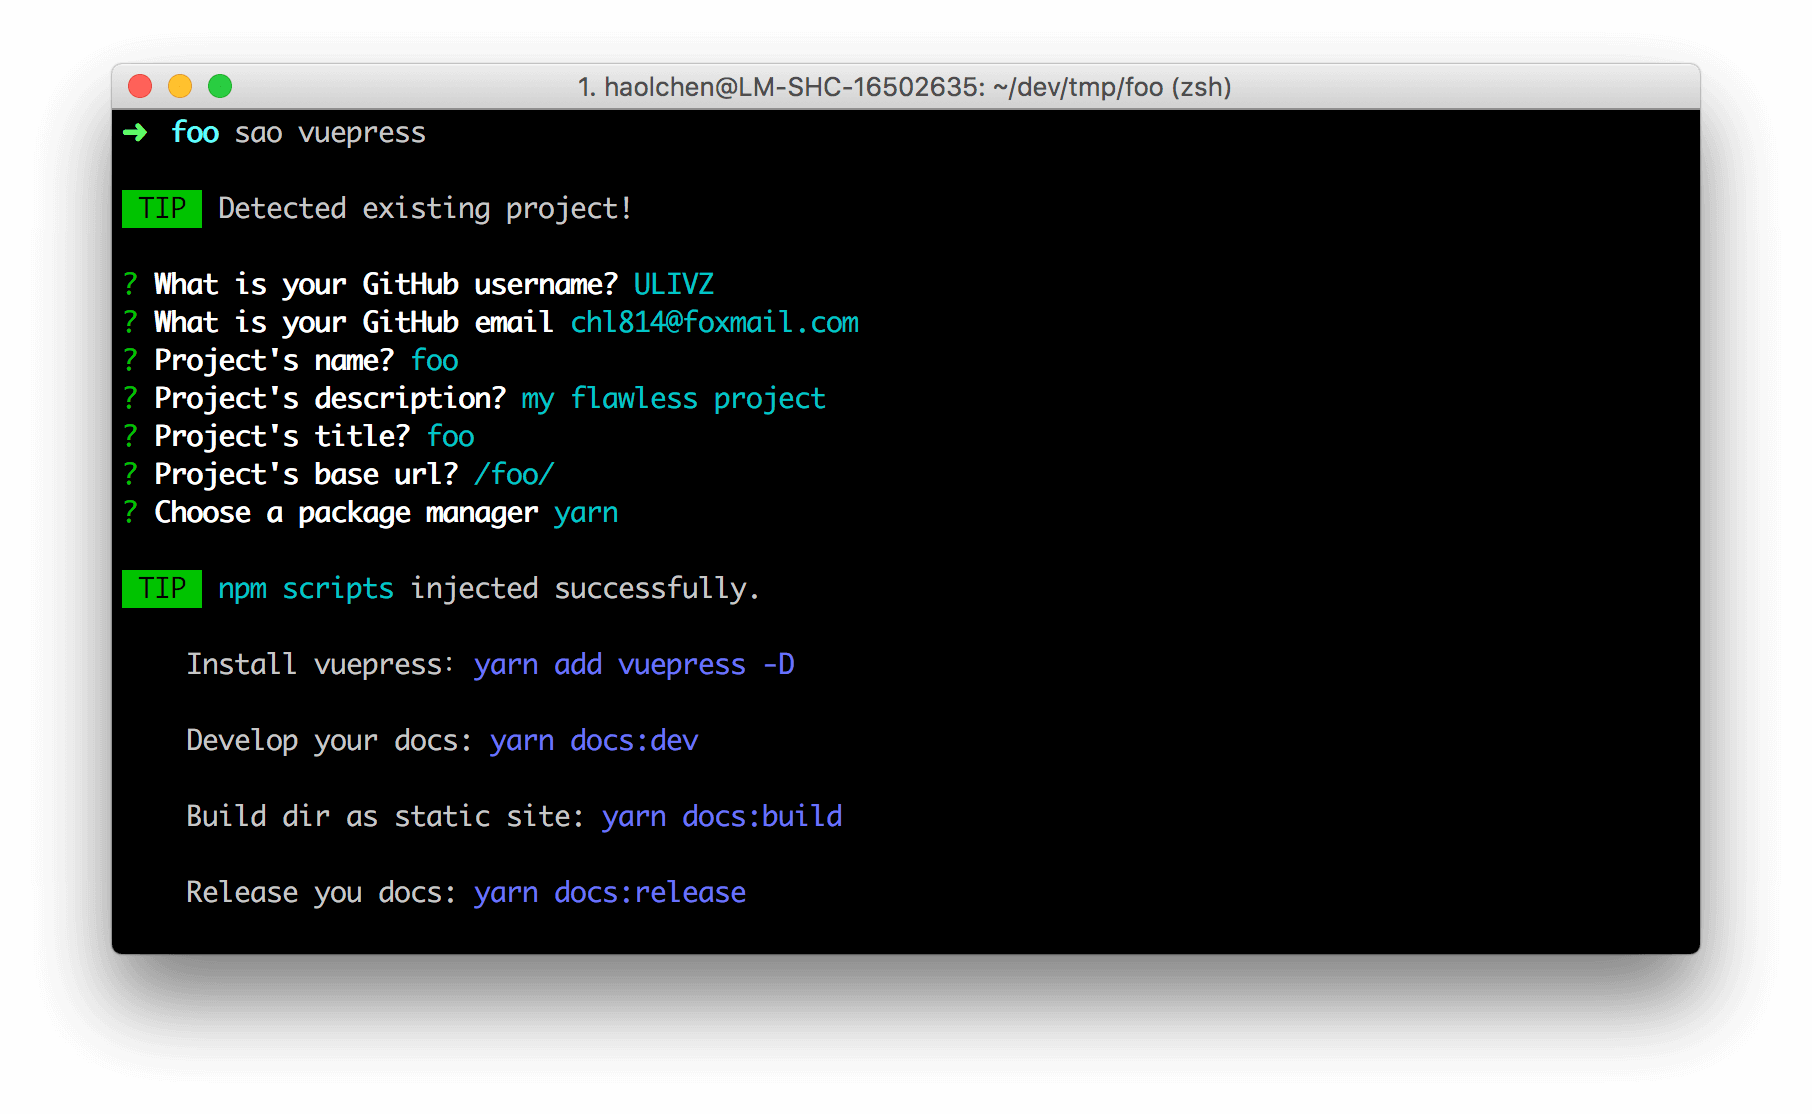 1. haolchen@LM-SHC-16502635: ~/dev/tmp/foo (zsh)
➜ foo sao vuepress
TIP Detected existing project!
? What is your GitHub username? ULIVZ
? What is your GitHub email chl814@foxmail.com
? Project's name? foo
? Project's description? my flawless project
? Project's title? foo
? Project's base url? /foo/
? Choose a package manager yarn
TIP npm scripts injected successfully.
Install vuepress: yarn add vuepress -D
Develop your docs: yarn docs:dev
Build dir as static site: yarn docs:build
Release you docs: yarn docs:release